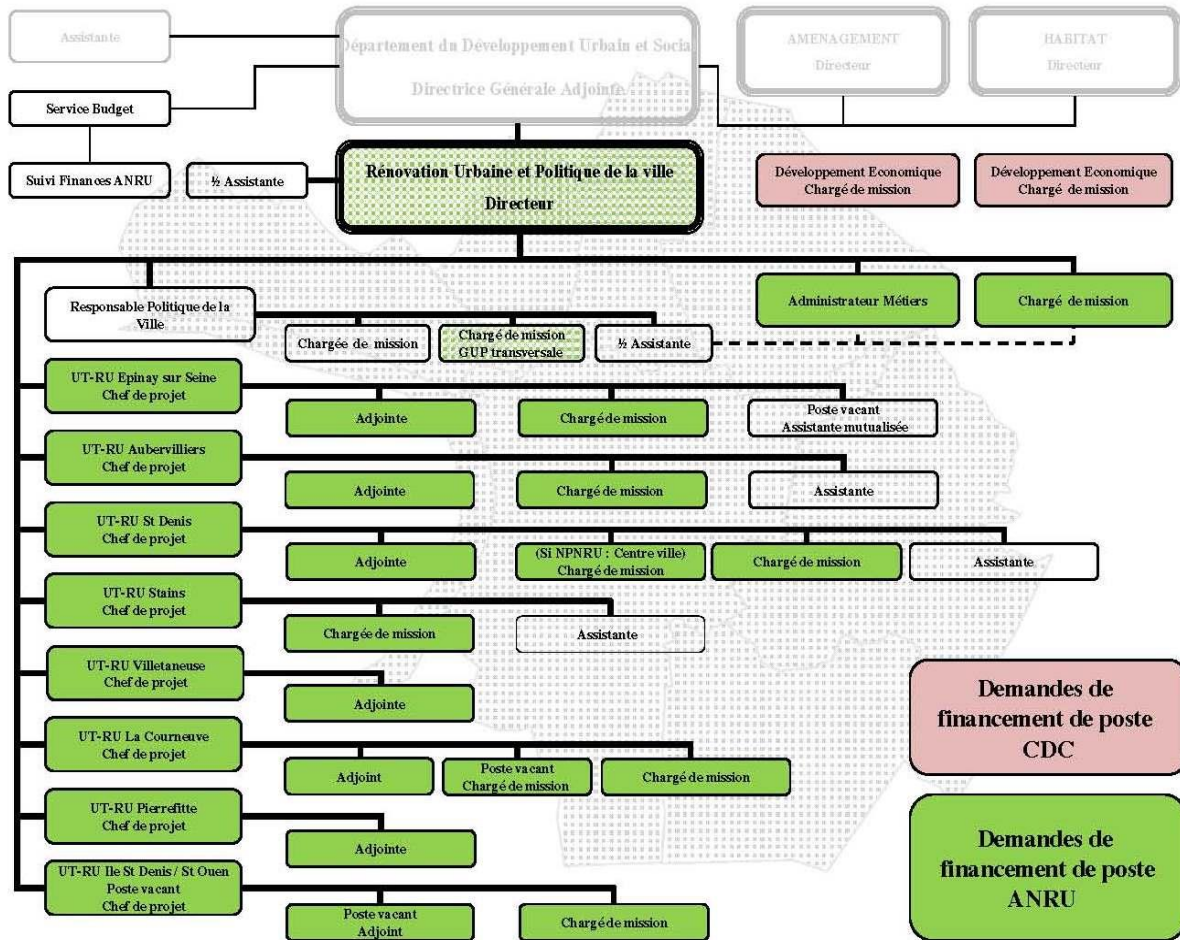 Assistante
Département du Développement Urbain et Social
Directrice Générale Adjointe
AMENAGEMENT
Directeur
HABITAT
Directeur
Service Budget
Suivi Finances ANRU
½ Assistante
Rénovation Urbaine et Politique de la ville
Directeur
Développement Economique
Chargé de mission
Développement Economique
Chargé de mission
Responsable Politique de la
Ville
Chargée de mission
Chargé de mission
GUP transversale
½ Assistante
Administrateur Métiers
Chargé de mission
UT-RU Epinay sur Seine
Chef de projet
Adjointe
Chargé de mission
Poste vacant
Assistante mutualisée
UT-RU Aubervilliers
Chef de projet
Adjointe
Chargé de mission
Assistante
UT-RU St Denis
Chef de projet
Adjointe
(Si NPNRU : Centre ville)
Chargé de mission
Chargé de mission
Assistante
UT-RU Stains
Chef de projet
Chargée de mission
Assistante
UT-RU Villetaneuse
Chef de projet
Adjointe
UT-RU La Courneuve
Chef de projet
Adjoint
Poste vacant
Chargé de mission
Chargé de mission
UT-RU Pierrefitte
Chef de projet
Adjointe
UT-RU Ile St Denis / St Ouen
Poste vacant
Chef de projet
Poste vacant
Adjoint
Chargé de mission
Demandes de
financement de poste
CDC
Demandes de
financement de poste
ANRU